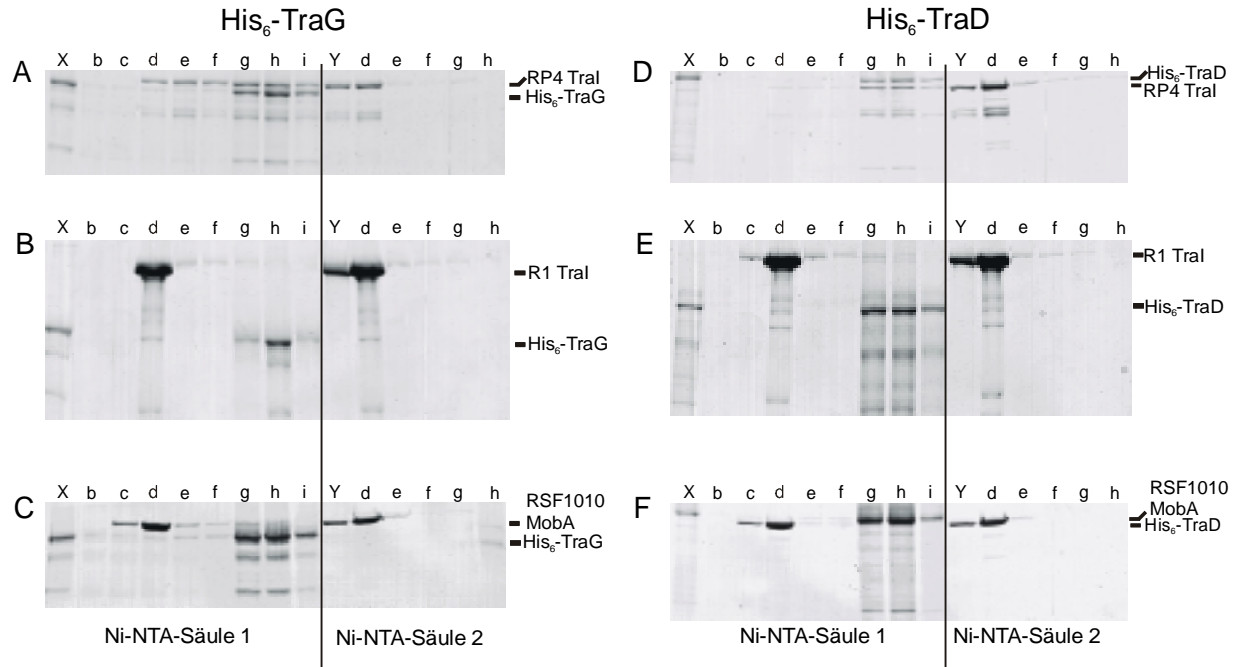 His₆-TraG
His₆-TraD
A
X b c d e f g h i Y d e f g h
RP4 TraI
His₆-TraG
D
X b c d e f g h i Y d e f g h
His₆-TraD
RP4 TraI
B
X b c d e f g h i Y d e f g h
R1 TraI
His₆-TraG
E
X b c d e f g h i Y d e f g h
R1 TraI
His₆-TraD
C
X b c d e f g h i Y d e f g h
RSF1010
MobA
His₆-TraG
F
X b c d e f g h i Y d e f g h
RSF1010
MobA
His₆-TraD
Ni-NTA-Säule 1
Ni-NTA-Säule 2
Ni-NTA-Säule 1
Ni-NTA-Säule 2